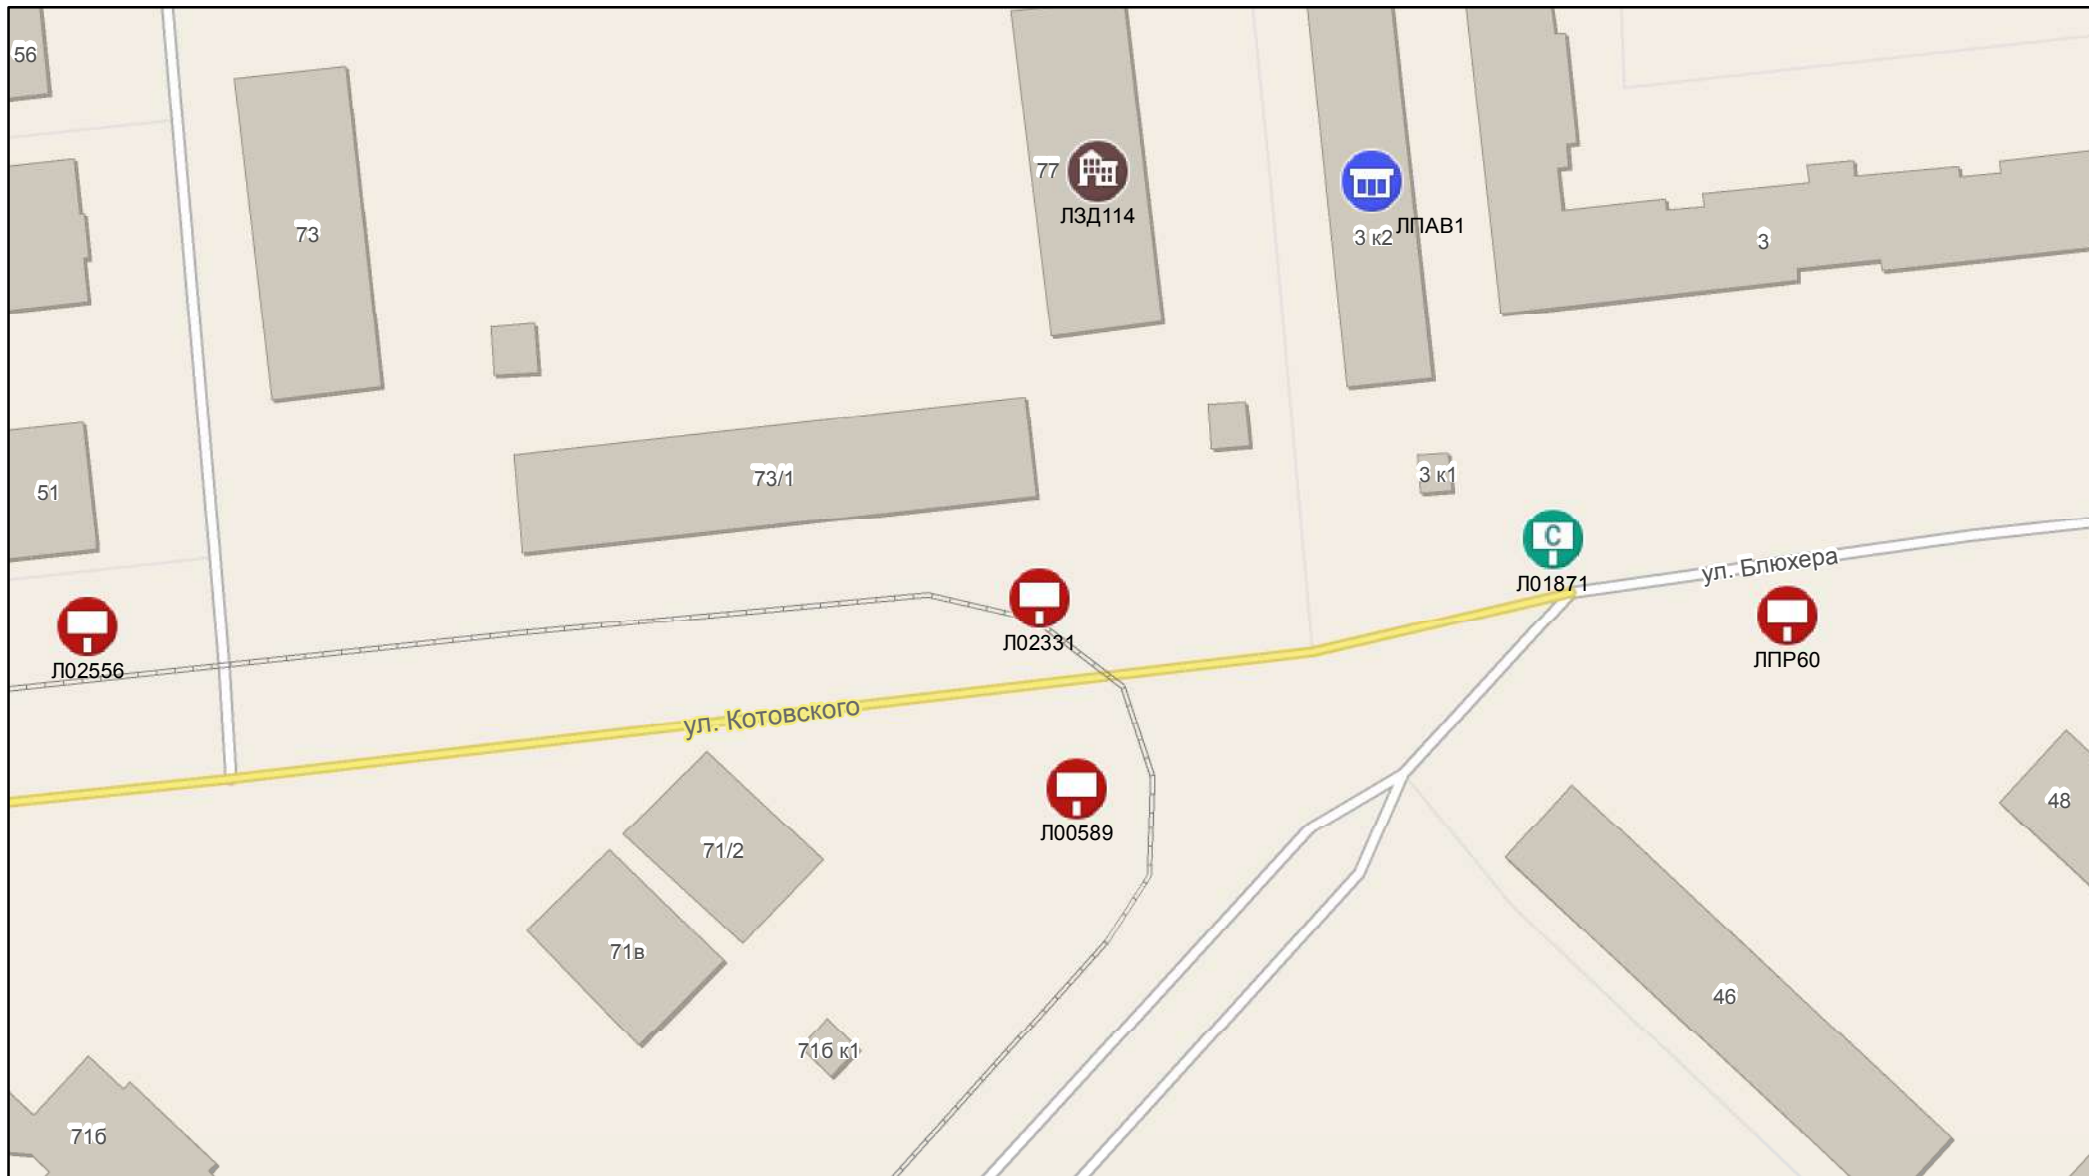 56
73
77
ЛЗД114
ЛПАВ1
3 к2
3
51
73/1
3 к1
С
Л01871
ул. Блюхера
Л02556
Л02331
ЛПР60
ул. Котовского
Л00589
71/2
48
71в
46
71б к1
71б